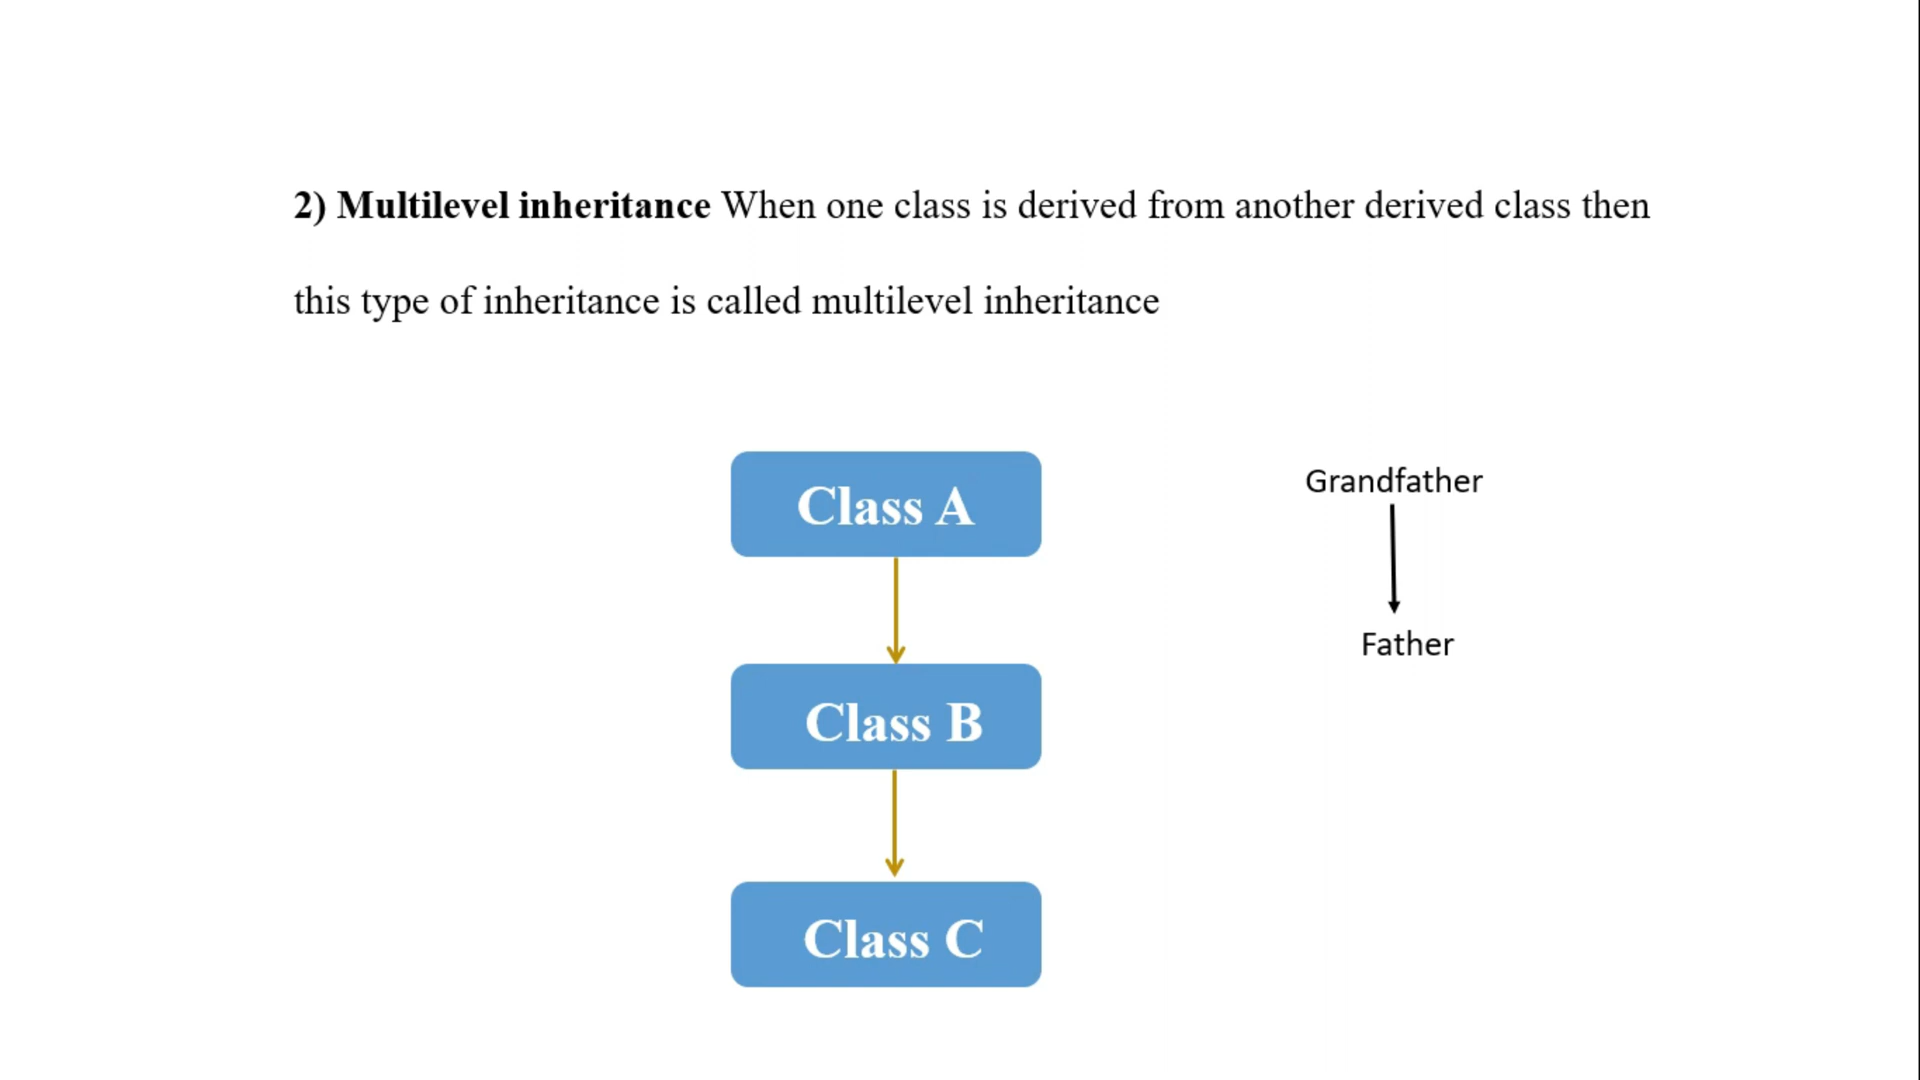 2) Multilevel inheritance When one class is derived from another derived class then
this type of inheritance is called multilevel inheritance
Class A
Grandfather
Father
Class B
Class C